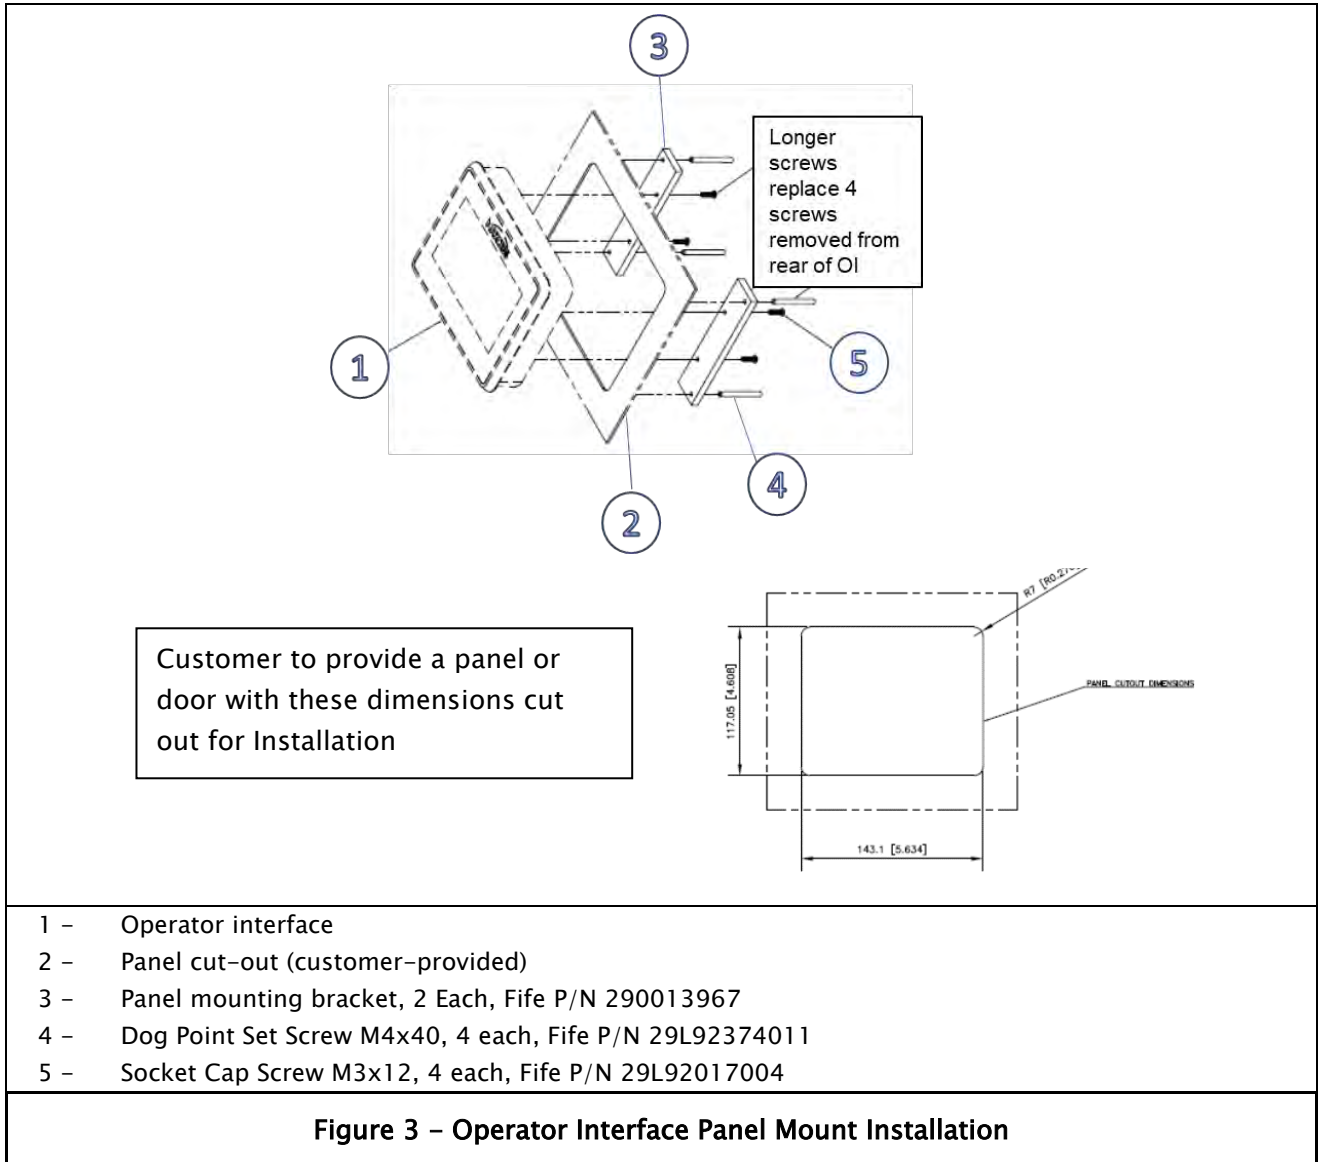 3
Longer
screws
replace 4
screws
removed from
rear of OI
1
5
4
2
Customer to provide a panel or
door with these dimensions cut
out for Installation
117.05 [4.608]
PANEL CUTOUT DIMENSIONS
143.1 [5.634]
R7
1 – Operator interface
2 – Panel cut-out (customer-provided)
3 – Panel mounting bracket, 2 Each, Fife P/N 290013967
4 – Dog Point Set Screw M4x40, 4 each, Fife P/N 29L92374011
5 – Socket Cap Screw M3x12, 4 each, Fife P/N 29L92017004
Figure 3 – Operator Interface Panel Mount Installation